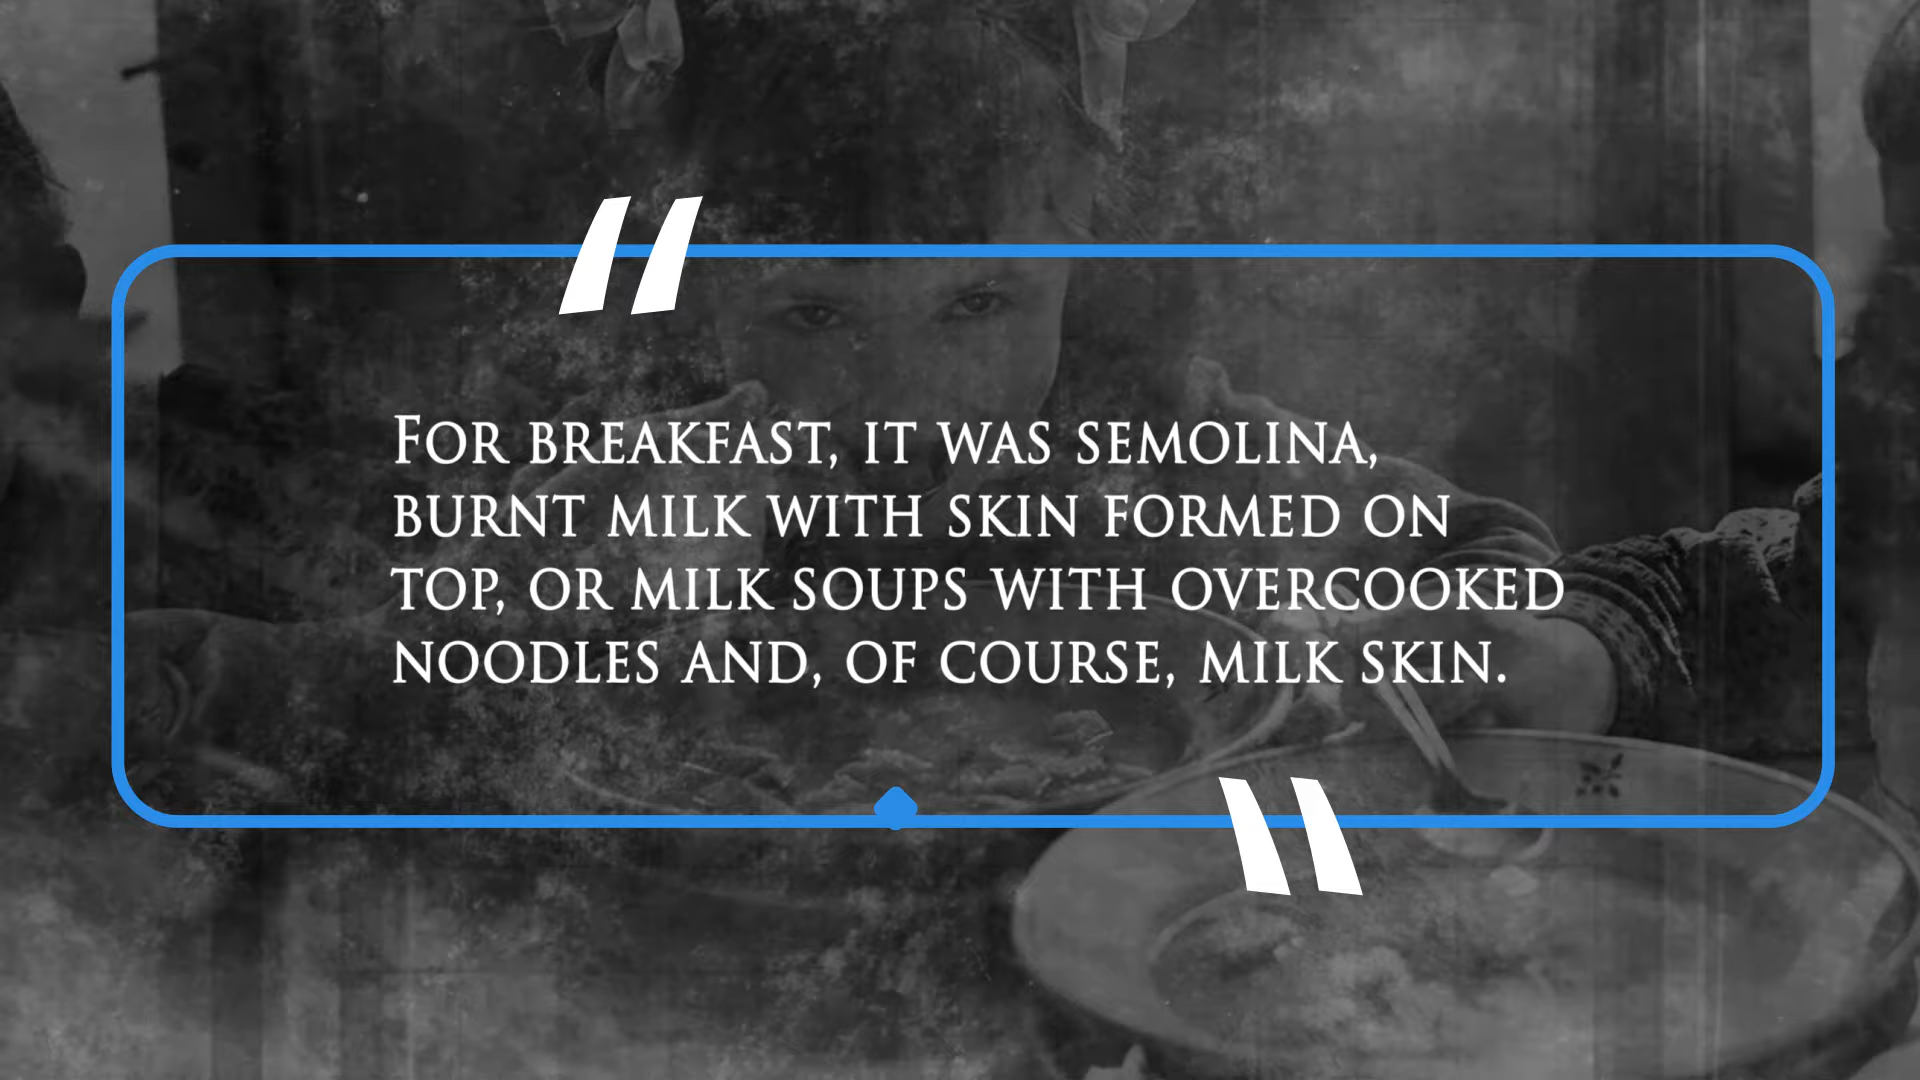 “
For breakfast, it was semolina,
burnt milk with skin formed on
top, or milk soups with overcooked
noodles and, of course, milk skin.
”